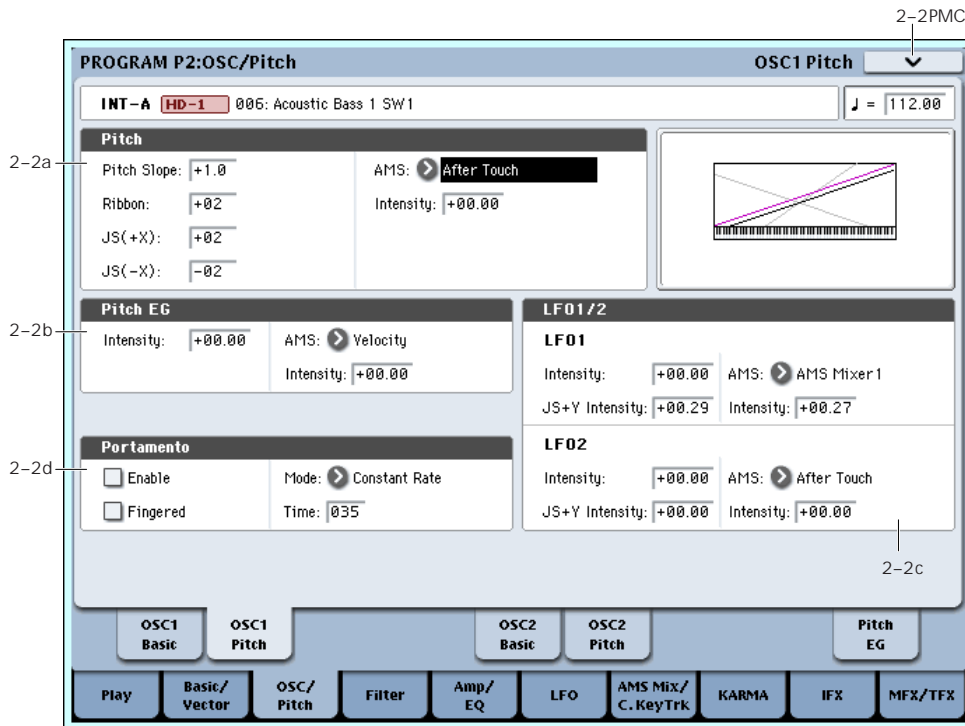 2-2PMC
PROGRAM P2:OSC/Pitch
OSC1 Pitch
INT-A HD-1 006: Acoustic Bass 1 SW1
♩ = 112.00
Pitch
2-2a
Pitch Slope: +1.0
AMS: After Touch
Ribbon: +02
Intensity: +00.00
JS(+X): +02
JS(-X): -02
Pitch EG
2-2b
Intensity: +00.00
AMS: Velocity
Intensity: +00.00
LFO1/2
LFO1
Intensity: +00.00
AMS: AMS Mixer1
JS+Y Intensity: +00.29
Intensity: +00.27
Portamento
2-2d
Enable
Mode: Constant Rate
Fingered
Time: 035
LFO2
Intensity: +00.00
AMS: After Touch
JS+Y Intensity: +00.00
Intensity: +00.00
2-2c
OSC1
Basic
OSC1
Pitch
OSC2
Basic
OSC2
Pitch
Pitch
EG
Play
Basic/
Vector
OSC/
Pitch
Filter
Amp/
EQ
LFO
AMS Mix/
C.KeyTrk
KARMA
IFX
MFX/TFX